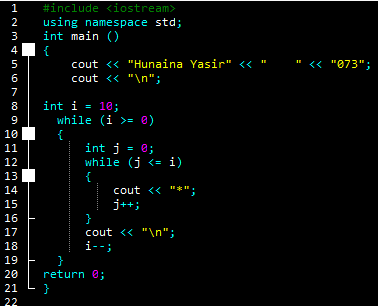 1 #include <iostream>
2 using namespace std;
3 int main ()
4 {
5 cout << "Hunaina Yasir" << "    " << "073";
6 cout << "\n";
7
8 int i = 10;
9 while (i >= 0)
10 {
11 int j = 0;
12 while (j <= i)
13 {
14 cout << "*";
15 j++;
16 }
17 cout << "\n";
18 i--;
19 }
20 return 0;
21 }
22